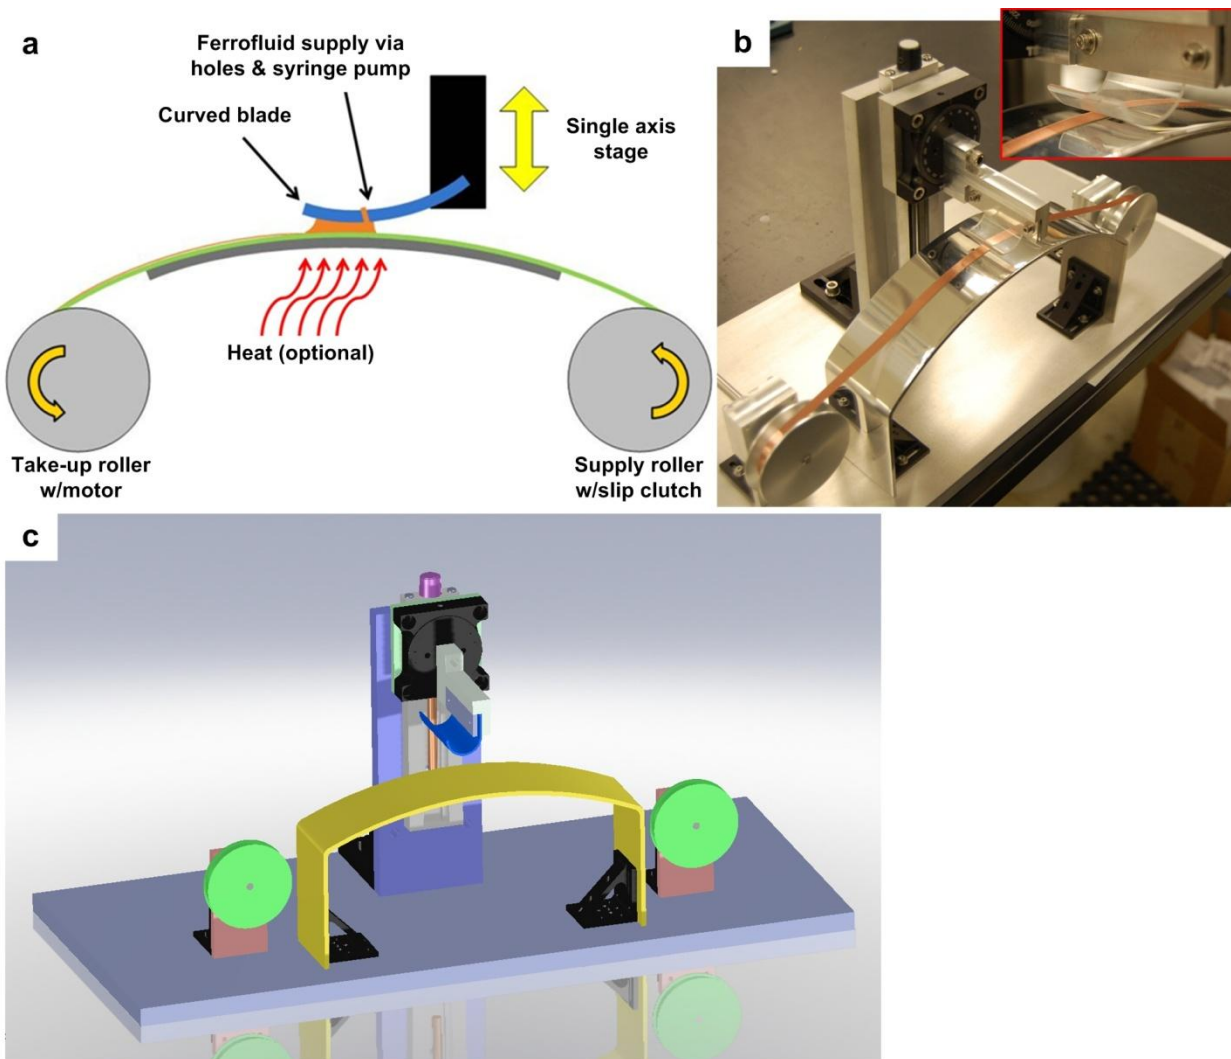 a
Ferrofluid supply via
holes & syringe pump
Curved blade
Single axis
stage
Heat (optional)
Take-up roller
w/motor
Supply roller
w/slip clutch
b
c